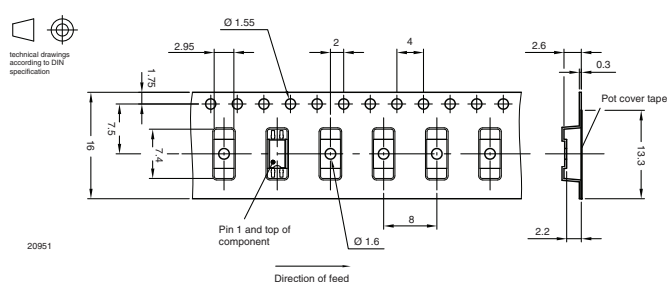 technical drawings
according to DIN
specification
Ø 1.55
2.95
2
4
2.6
0.3
1.75
7.5
16
7.4
Pot cover tape
13.3
Pin 1 and top of
component
8
2.2
Ø 1.6
20951
Direction of feed